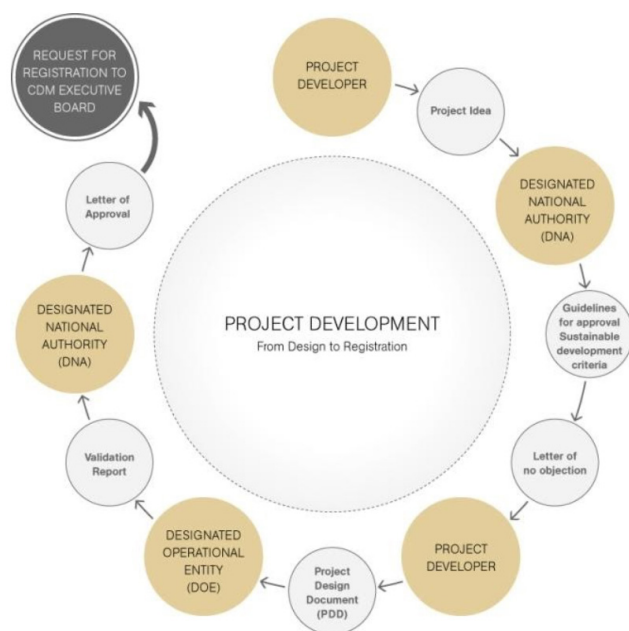 REQUEST FOR
REGISTRATION TO
CDM EXECUTIVE
BOARD
PROJECT
DEVELOPER
Project Idea
DESIGNATED
NATIONAL
AUTHORITY
(DNA)
Guidelines
for approval
Sustainable
development
criteria
Letter of
no objection
PROJECT
DEVELOPER
Project
Design
Document
(PDD)
DESIGNATED
OPERATIONAL
ENTITY
(DOE)
Validation
Report
DESIGNATED
NATIONAL
AUTHORITY
(DNA)
Letter of
Approval
PROJECT DEVELOPMENT
From Design to Registration